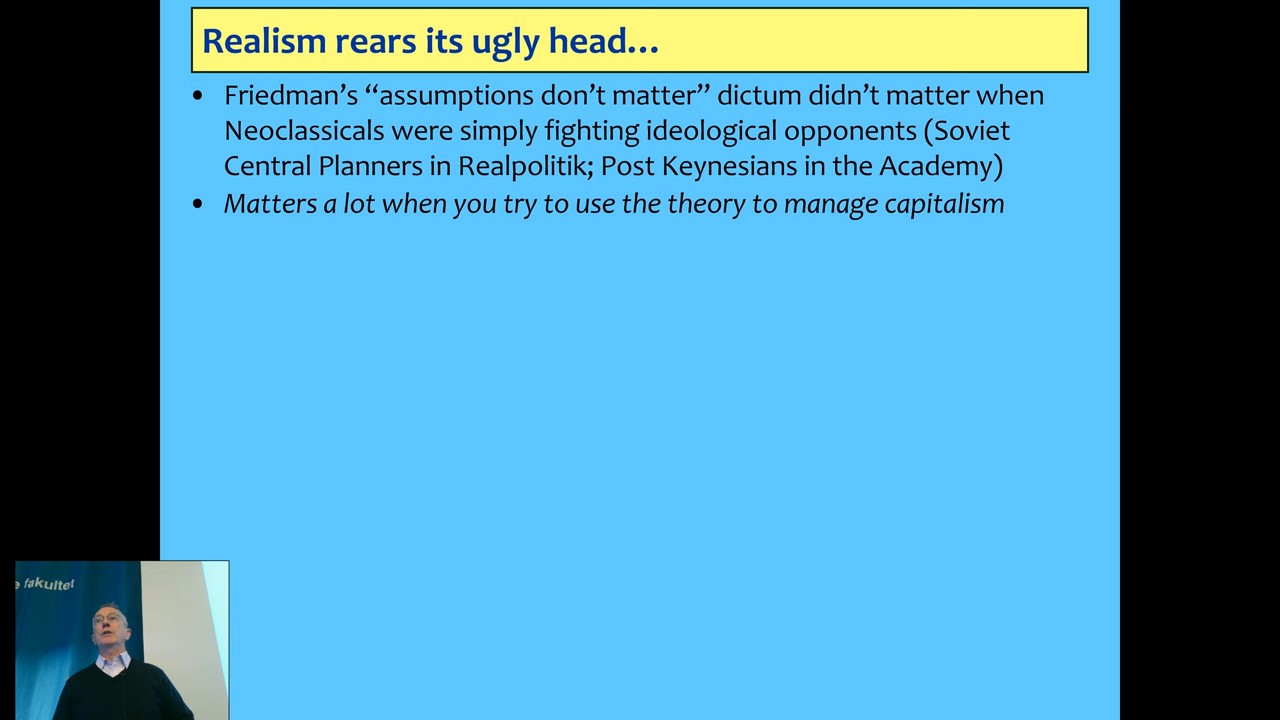 Realism rears its ugly head…
• Friedman’s “assumptions don’t matter” dictum didn’t matter when
Neoclassicals were simply fighting ideological opponents (Soviet
Central Planners in Realpolitik; Post Keynesians in the Academy)
• Matters a lot when you try to use the theory to manage capitalism
e fakultet